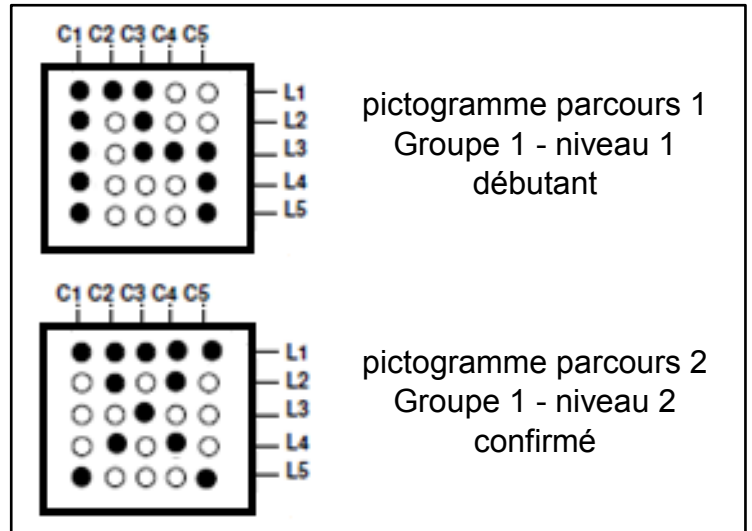 C1 C2 C3 C4 C5
L1
L2
L3
L4
L5
pictogramme parcours 1
Groupe 1 - niveau 1
débutant
C1 C2 C3 C4 C5
L1
L2
L3
L4
L5
pictogramme parcours 2
Groupe 1 - niveau 2
confirmé